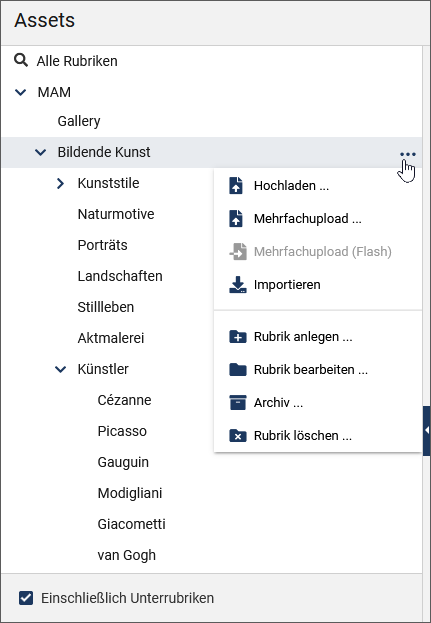 Assets
Alle Rubriken
MAM
Gallery
Bildende Kunst
Kunststile
Naturmotive
Porträts
Landschaften
Stillleben
Aktmalerei
Künstler
Cézanne
Picasso
Gauguin
Modigliani
Giacometti
van Gogh
Hochladen ...
Mehrfachupload ...
Mehrfachupload (Flash)
Importieren
Rubrik anlegen ...
Rubrik bearbeiten ...
Archiv ...
Rubrik löschen ...
Einschließlich Unterrubriken